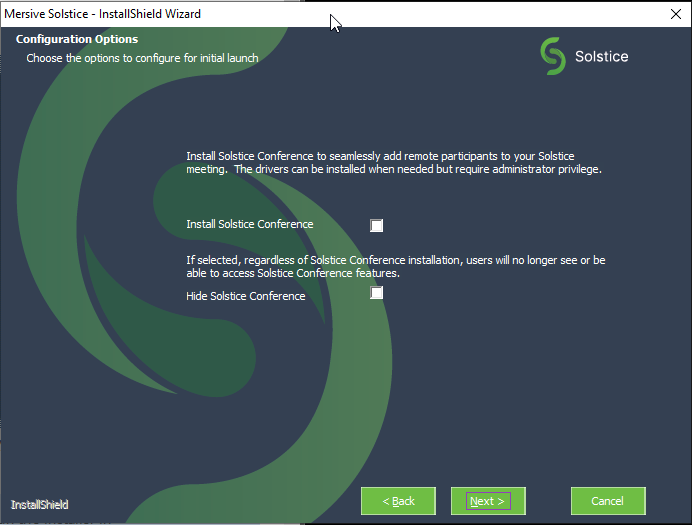 Mersive Solstice - InstallShield Wizard
Configuration Options
Choose the options to configure for initial launch
Solstice
Install Solstice Conference to seamlessly add remote participants to your Solstice
meeting.  The drivers can be installed when needed but require administrator privilege.
Install Solstice Conference
If selected, regardless of Solstice Conference installation, users will no longer see or be
able to access Solstice Conference features.
Hide Solstice Conference
InstallShield
< Back
Next >
Cancel